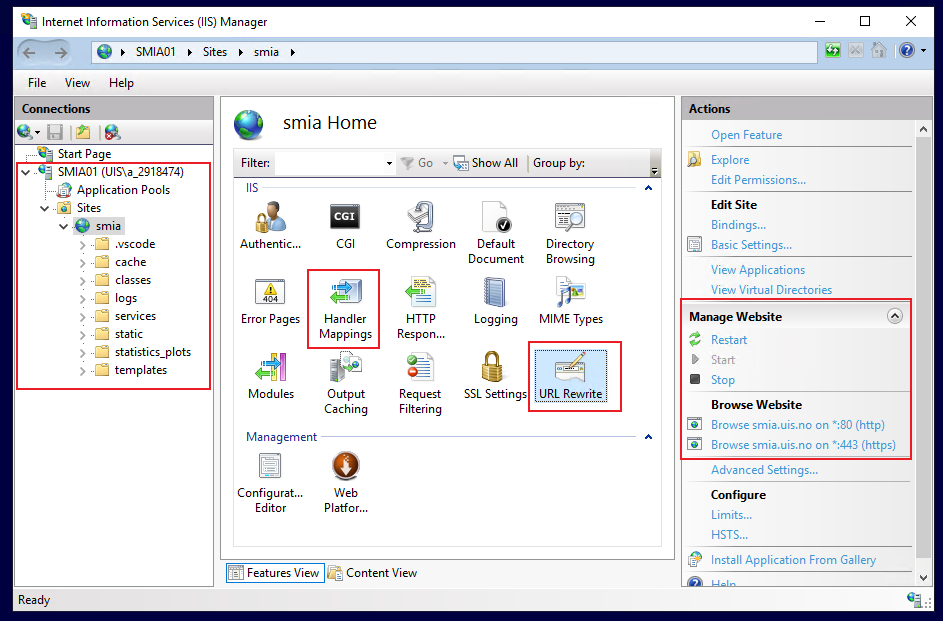 Internet Information Services (IIS) Manager
SMIA01 Sites smia
File View Help
Connections
Start Page
SMIA01 (UIS\a_2918474)
Application Pools
Sites
smia
.vscode
cache
classes
logs
services
static
statistics_plots
templates
smia Home
Filter: Go Show All Group by:
IIS
Authentic...
CGI
CGI
Compression
Default
Document
Directory
Browsing
404
Error Pages
Handler
Mappings
HTTP
Respon...
Logging
MIME Types
Modules
Output
Caching
Request
Filtering
SSL Settings
URL Rewrite
Management
Configurat...
Editor
Web
Platfor...
Features View Content View
Actions
Open Feature
Explore
Edit Permissions...
Edit Site
Bindings...
Basic Settings...
View Applications
View Virtual Directories
Manage Website
Restart
Start
Stop
Browse Website
Browse smia.uis.no on *:80 (http)
Browse smia.uis.no on *:443 (https)
Advanced Settings...
Configure
Limits...
HSTS...
Install Application From Gallery
Help
Ready